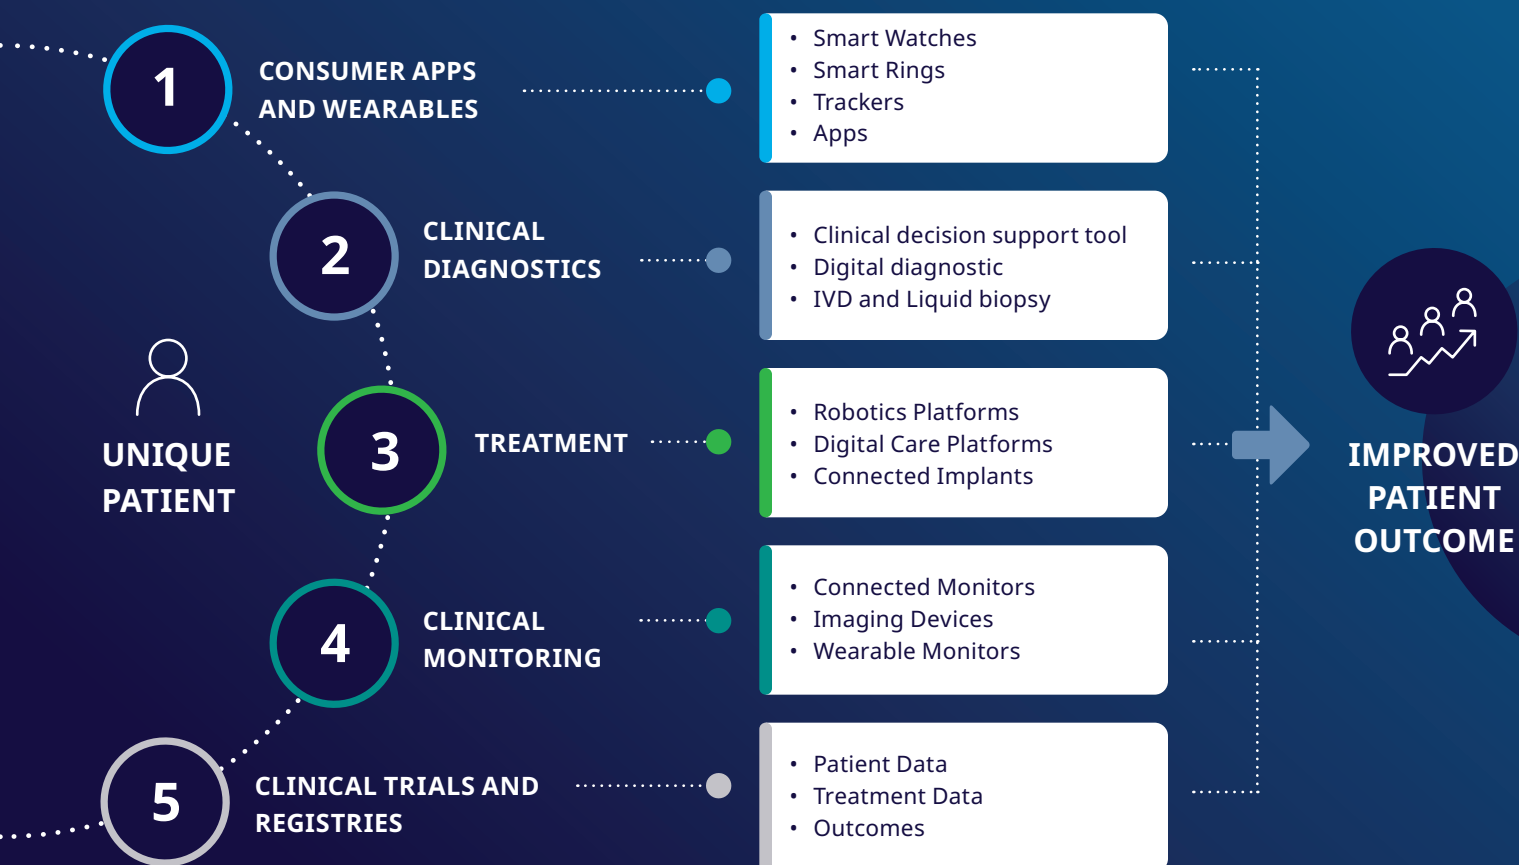 1
CONSUMER APPS
AND WEARABLES
• Smart Watches
• Smart Rings
• Trackers
• Apps
2
CLINICAL
DIAGNOSTICS
• Clinical decision support tool
• Digital diagnostic
• IVD and Liquid biopsy
UNIQUE
PATIENT
3
TREATMENT
• Robotics Platforms
• Digital Care Platforms
• Connected Implants
4
CLINICAL
MONITORING
• Connected Monitors
• Imaging Devices
• Wearable Monitors
5
CLINICAL TRIALS AND
REGISTRIES
• Patient Data
• Treatment Data
• Outcomes
IMPROVED
PATIENT
OUTCOME